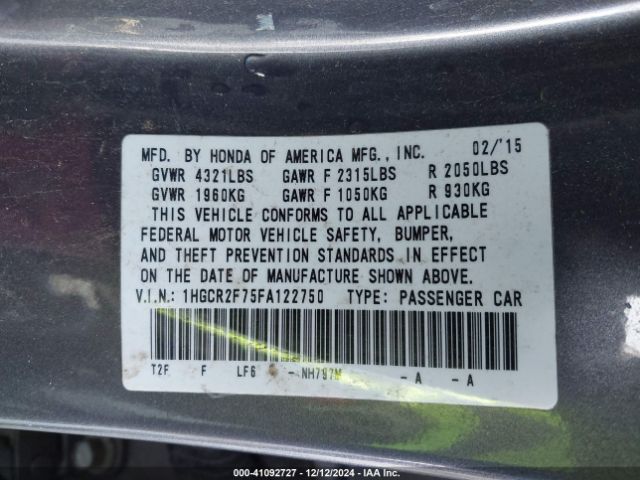 MFD. BY HONDA OF AMERICA MFG., INC. 02/'15
GVWR 4321LBS GAWR F 2315LBS R 2050LBS
GVWR 1960KG GAWR F 1050KG R 930KG
THIS VEHICLE CONFORMS TO ALL APPLICABLE
FEDERAL MOTOR VEHICLE SAFETY, BUMPER,
AND THEFT PREVENTION STANDARDS IN EFFECT
ON THE DATE OF MANUFACTURE SHOWN ABOVE.
V.I.N.: 1HGCR2F75FA122750 TYPE: PASSENGER CAR
T2F F LF6 - NH797M - A - A
000-41092727 - 12/12/2024 - IAA Inc.